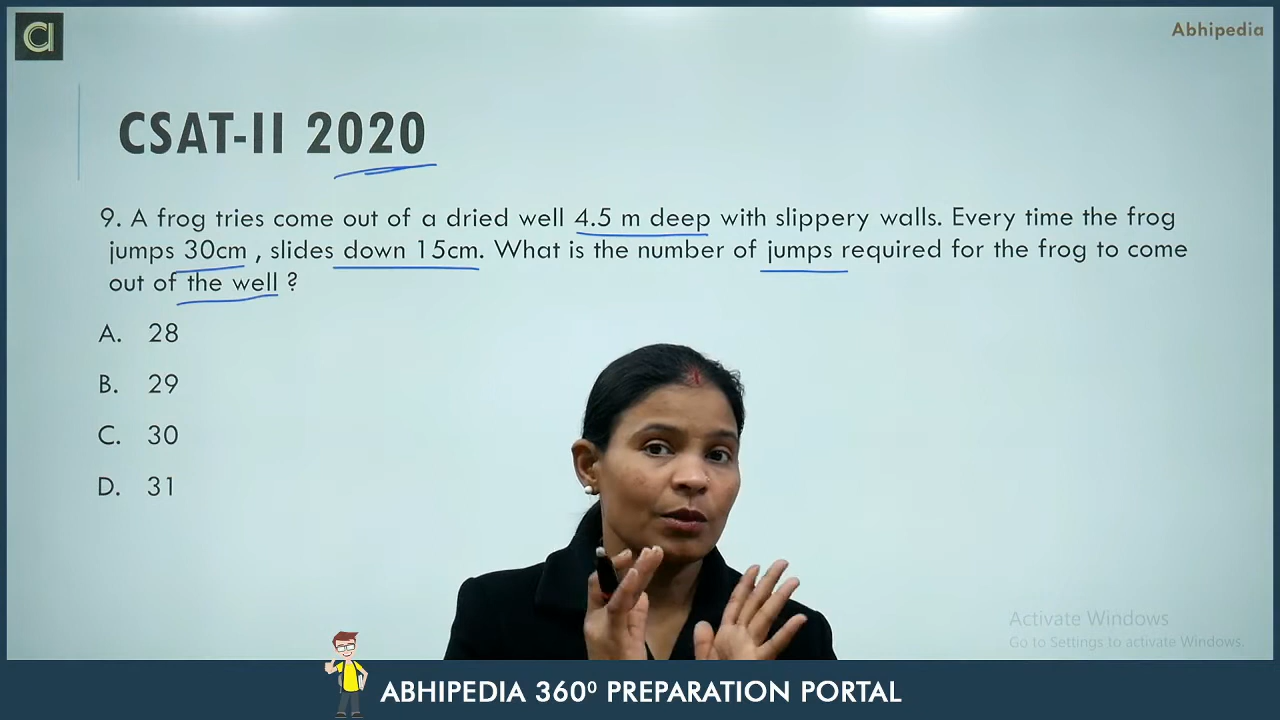 Abhipedia
CSAT-II 2020
9. A frog tries come out of a dried well 4.5 m deep with slippery walls. Every time the frog
jumps 30cm , slides down 15cm. What is the number of jumps required for the frog to come
out of the well ?
A. 28
B. 29
C. 30
D. 31
Activate Windows
Go to Settings to activate Windows.
ABHIPEDIA 360⁰ PREPARATION PORTAL